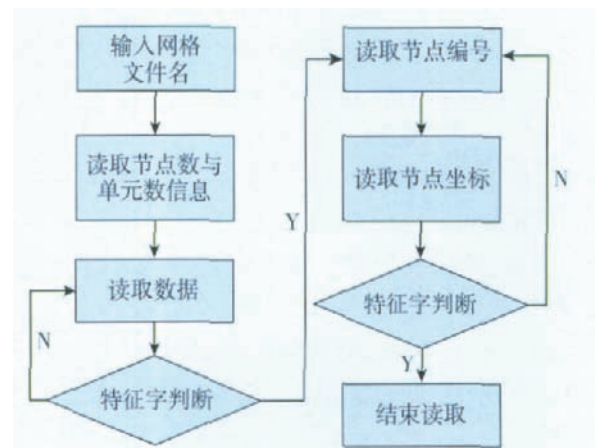 输入网格
文件名
读取节点数与
单元数信息
读取数据
N
特征字判断
Y
读取节点编号
读取节点坐标
N
特征字判断
Y
结束读取